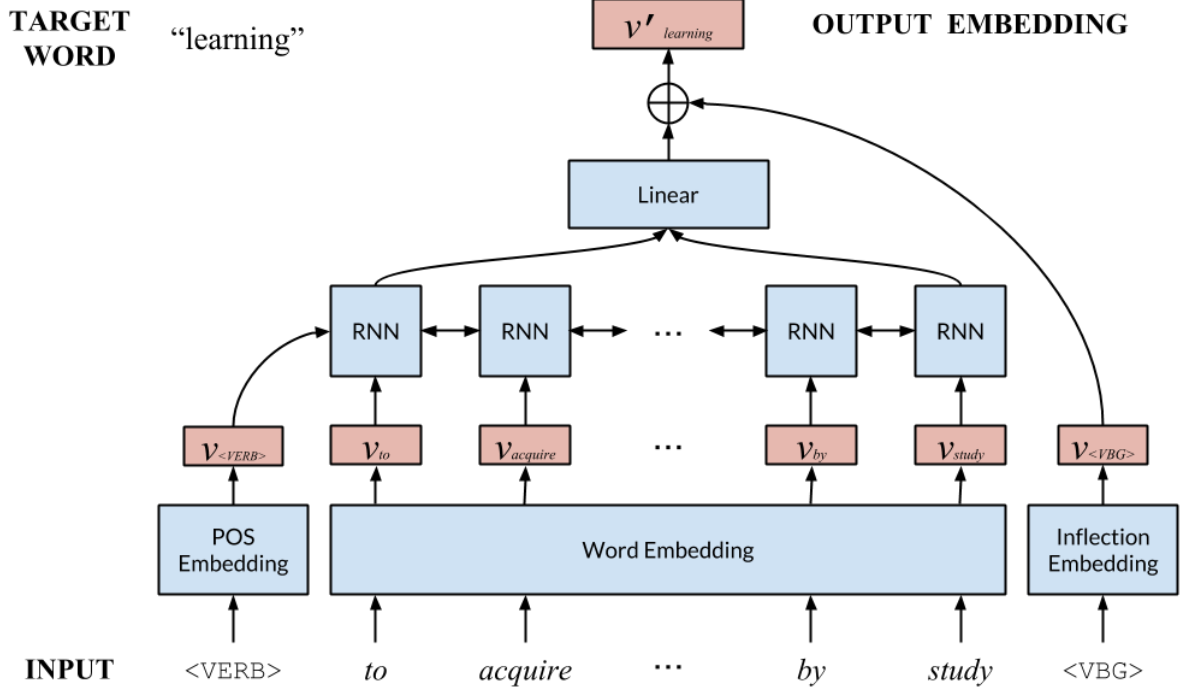 TARGET WORD
“learning”
v′ learning
OUTPUT EMBEDDING
Linear
RNN RNN ... RNN RNN
v<VERB> vto vacquire ... vby vstudy v<VBG>
POS Embedding
Word Embedding
Inflection Embedding
INPUT <VERB> to acquire ... by study <VBG>